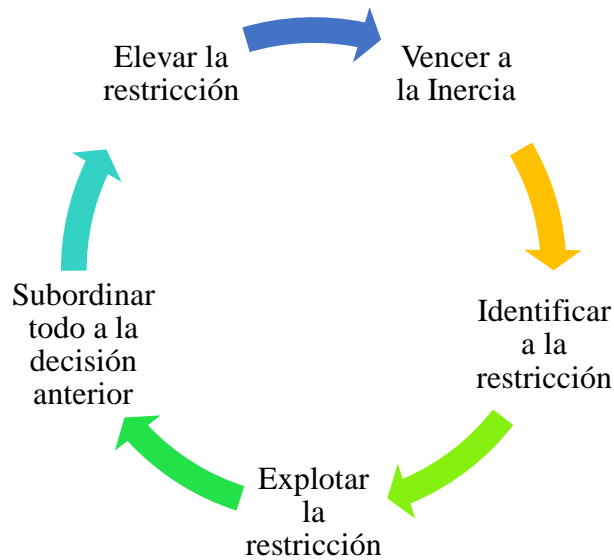 Elevar la
restricción
Vencer a
la Inercia
Identificar
a la
restricción
Explotar
la
restricción
Subordinar
todo a la
decisión
anterior